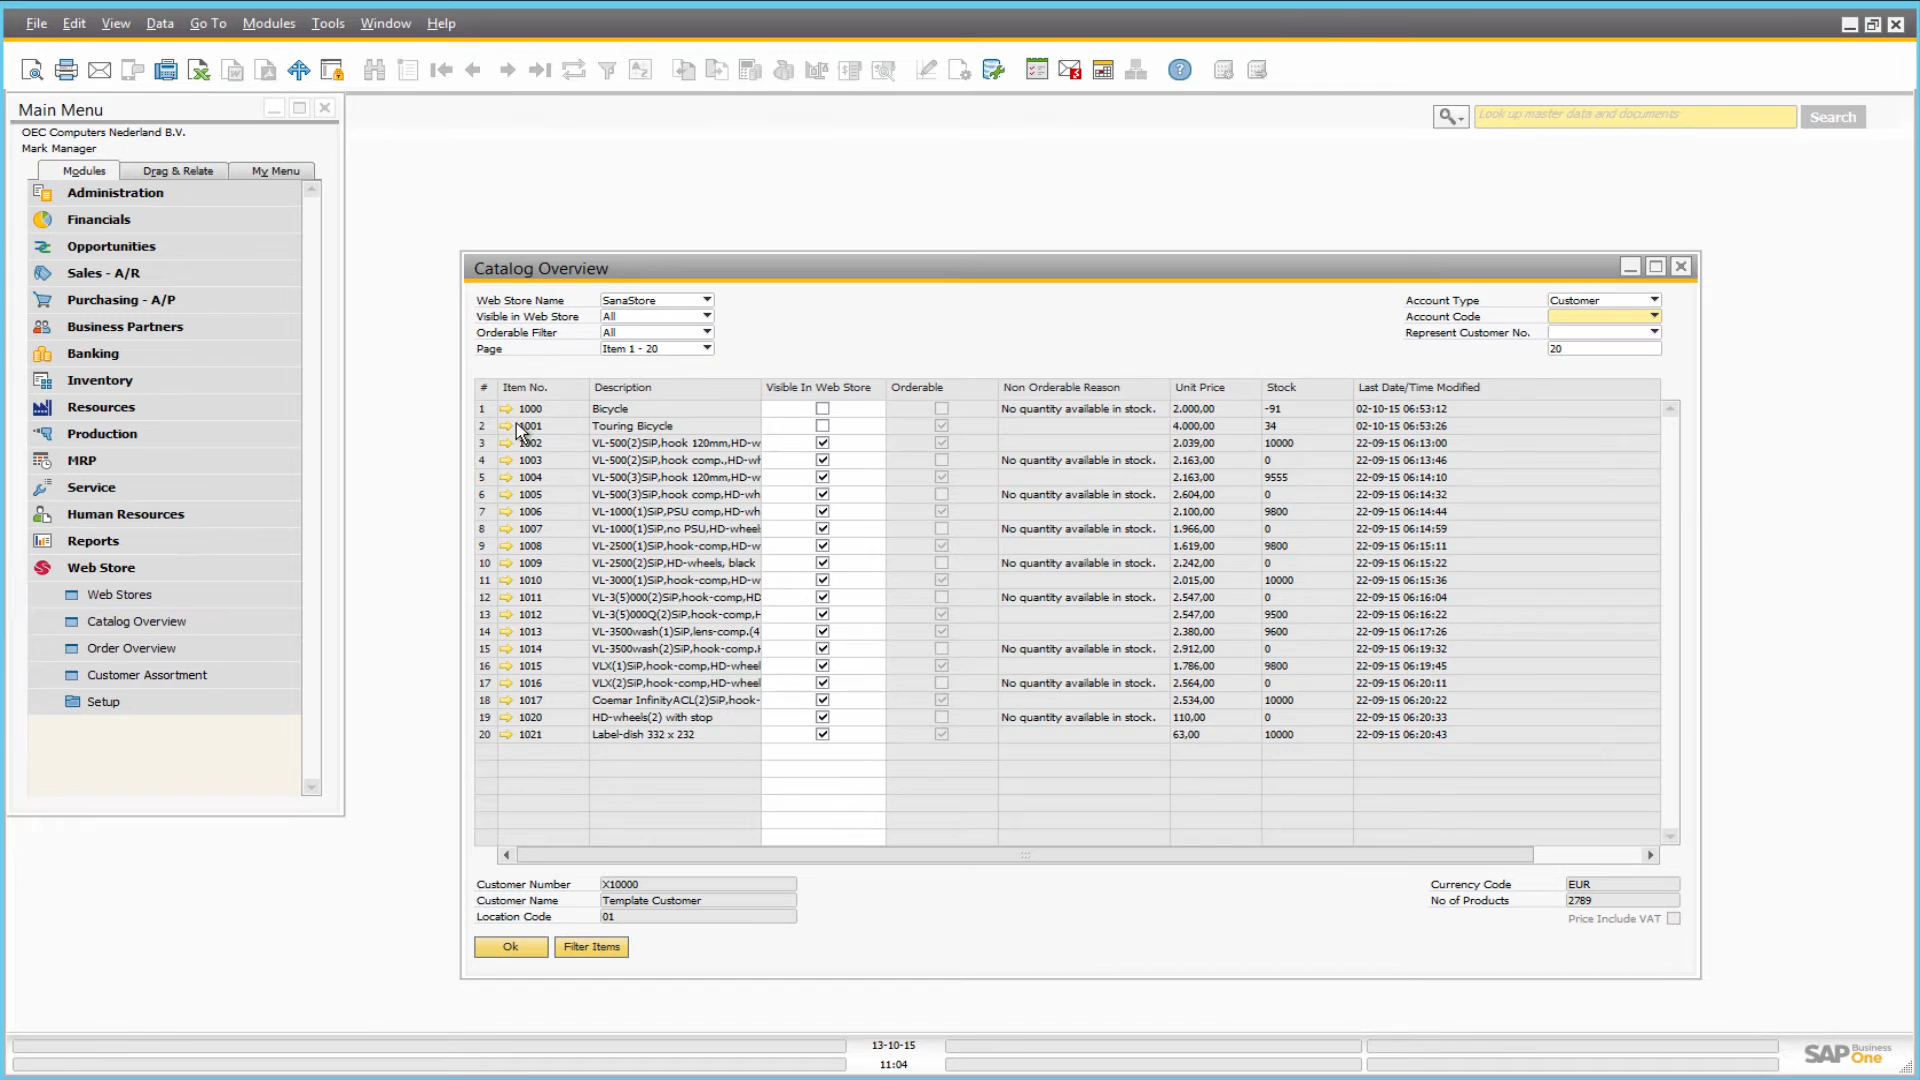 File Edit View Data Go To Modules Tools Window Help
Main Menu
OEC Computers Nederland B.V.
Mark Manager
Modules Drag & Relate My Menu
Administration
Financials
Opportunities
Sales - A/R
Purchasing - A/P
Business Partners
Banking
Inventory
Resources
Production
MRP
Service
Human Resources
Reports
Web Store
Web Stores
Catalog Overview
Order Overview
Customer Assortment
Setup
Look up master data and documents Search
Catalog Overview
Web Store Name SanaStore Account Type Customer
Visible in Web Store All Account Code
Orderable Filter All Represent Customer No.
Page Item 1 - 20 20
# Item No. Description Visible In Web Store Orderable Non Orderable Reason Unit Price Stock Last Date/Time Modified
1 1000 Bicycle No quantity available in stock. 2.000,00 -91 02-10-15 06:53:12
2 1001 Touring Bicycle 4.000,00 34 02-10-15 06:53:26
3 1002 VL-500(2)SiP,hook 120mm,HD-w 2.039,00 10000 22-09-15 06:13:00
4 1003 VL-500(2)SiP,hook comp.,HD-wh No quantity available in stock. 2.163,00 0 22-09-15 06:13:46
5 1004 VL-500(3)SiP,hook 120mm,HD-w 2.163,00 9555 22-09-15 06:14:10
6 1005 VL-500(3)SiP,hook comp,HD-wh No quantity available in stock. 2.604,00 0 22-09-15 06:14:32
7 1006 VL-1000(1)SiP,PSU comp,HD-wh 2.100,00 9800 22-09-15 06:14:44
8 1007 VL-1000(1)SiP,no PSU,HD-wheel No quantity available in stock. 1.966,00 0 22-09-15 06:14:59
9 1008 VL-2500(1)SiP,hook-comp,HD-w 1.619,00 9800 22-09-15 06:15:11
10 1009 VL-2500(2)SiP,HD-wheels, black No quantity available in stock. 2.242,00 0 22-09-15 06:15:22
11 1010 VL-3000(1)SiP,hook-comp,HD-w 2.015,00 10000 22-09-15 06:15:36
12 1011 VL-3(5)000(2)SiP,hook-comp,HD No quantity available in stock. 2.547,00 0 22-09-15 06:16:04
13 1012 VL-3(5)000Q(2)SiP,hook-comp,H 2.547,00 9500 22-09-15 06:16:22
14 1013 VL-3500wash(1)SiP,lens-comp.(4 2.380,00 9600 22-09-15 06:17:26
15 1014 VL-3500wash(2)SiP,hook-comp.H No quantity available in stock. 2.912,00 0 22-09-15 06:19:32
16 1015 VLX(1)SiP,hook-comp,HD-wheel 1.786,00 9800 22-09-15 06:19:45
17 1016 VLX(2)SiP,hook-comp,HD-wheel No quantity available in stock. 2.564,00 0 22-09-15 06:20:11
18 1017 Coemar InfinityACL(2)SiP,hook- 2.534,00 10000 22-09-15 06:20:22
19 1020 HD-wheels(2) with stop No quantity available in stock. 110,00 0 22-09-15 06:20:33
20 1021 Label-dish 332 x 232 63,00 10000 22-09-15 06:20:43
Customer Number X10000 Currency Code EUR
Customer Name Template Customer No of Products 2789
Location Code 01 Price Include VAT
Ok Filter Items
13-10-15
11:04
SAP Business One